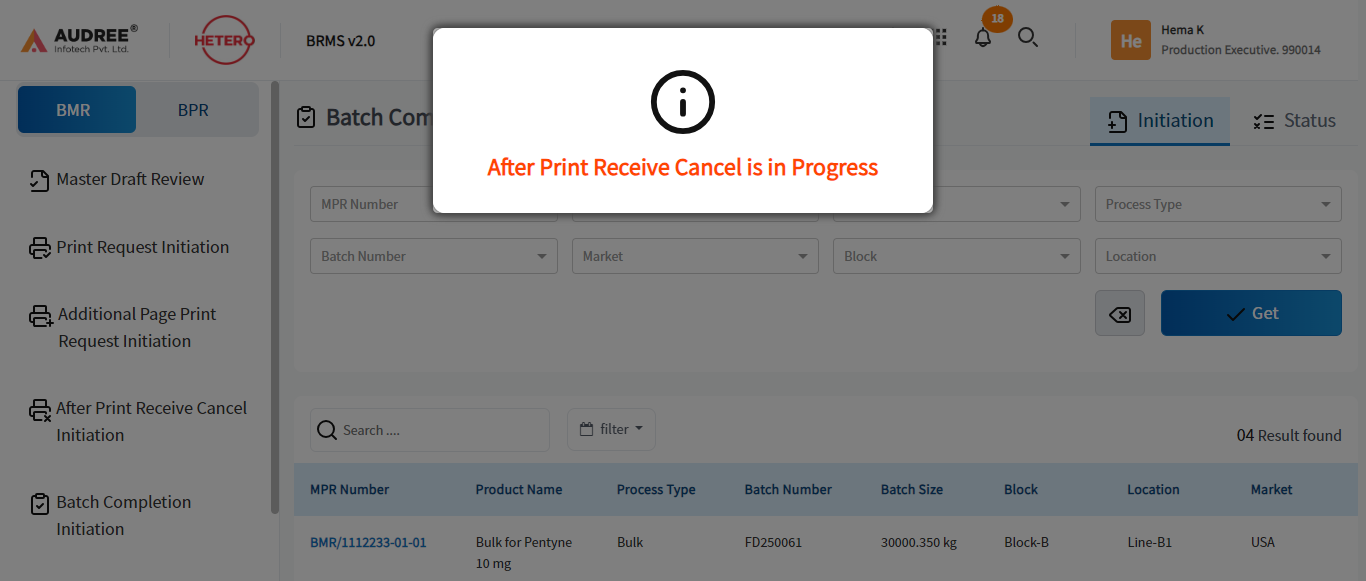 AUDREE®
Infotech Pvt. Ltd.
HETERO
BRMS v2.0
18
He
Hema K
Production Executive. 990014
BMR
BPR
Batch Com
Initiation
Status
After Print Receive Cancel is in Progress
Master Draft Review
Print Request Initiation
Additional Page Print
Request Initiation
After Print Receive Cancel
Initiation
Batch Completion
Initiation
MPR Number
Process Type
Batch Number
Market
Block
Location
Get
Search ....
filter
04 Result found
MPR Number Product Name Process Type Batch Number Batch Size Block Location Market
BMR/1112233-01-01 Bulk for Pentyne Bulk FD250061 30000.350 kg Block-B Line-B1 USA
10 mg